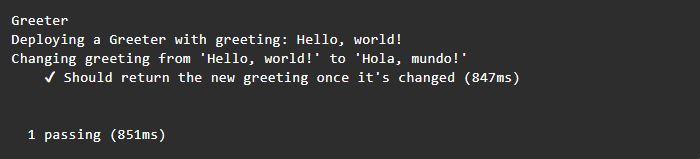 Greeter
Deploying a Greeter with greeting: Hello, world!
Changing greeting from 'Hello, world!' to 'Hola, mundo!'
✓ Should return the new greeting once it's changed (847ms)
1 passing (851ms)